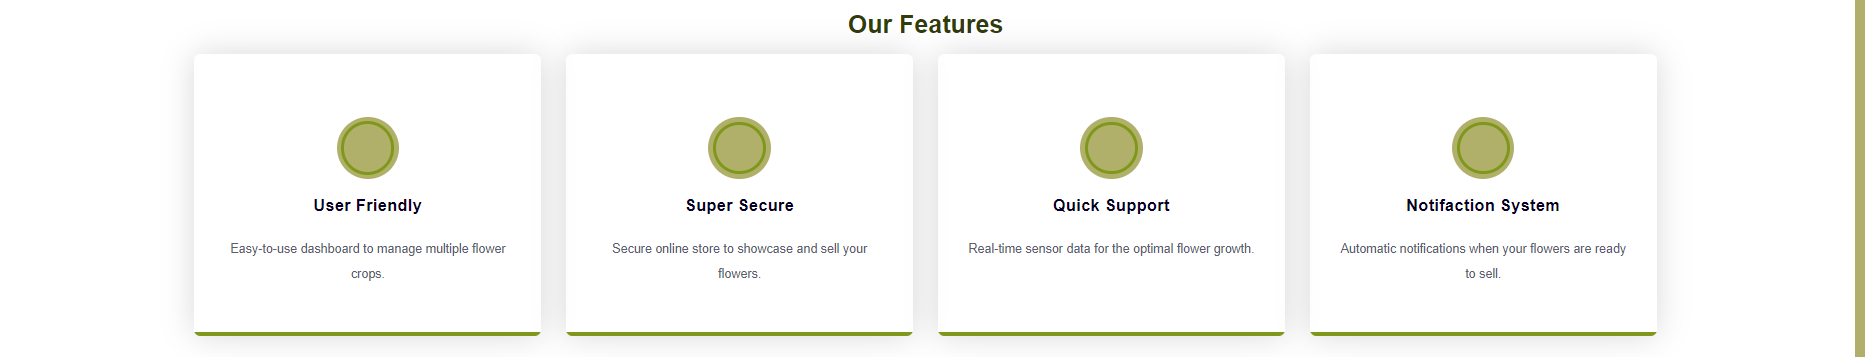 Our Features
User Friendly
Easy-to-use dashboard to manage multiple flower
crops.
Super Secure
Secure online store to showcase and sell your
flowers.
Quick Support
Real-time sensor data for the optimal flower growth.
Notifaction System
Automatic notifications when your flowers are ready
to sell.